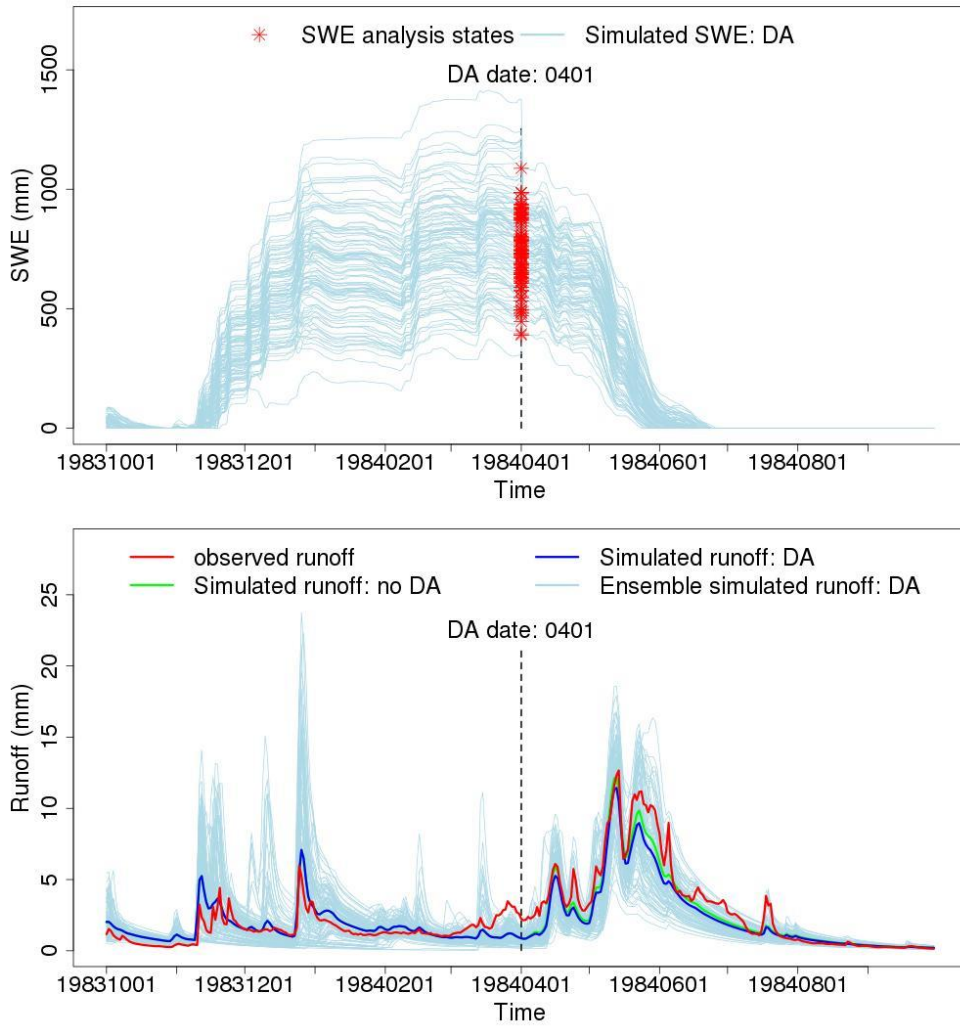 SWE analysis states
Simulated SWE: DA
DA date: 0401
SWE (mm)
1500
1000
500
0
19831001 19831201 19840201 19840401 19840601 19840801
Time
observed runoff
Simulated runoff: DA
Simulated runoff: no DA
Ensemble simulated runoff: DA
DA date: 0401
Runoff (mm)
25
20
15
10
5
0
19831001 19831201 19840201 19840401 19840601 19840801
Time